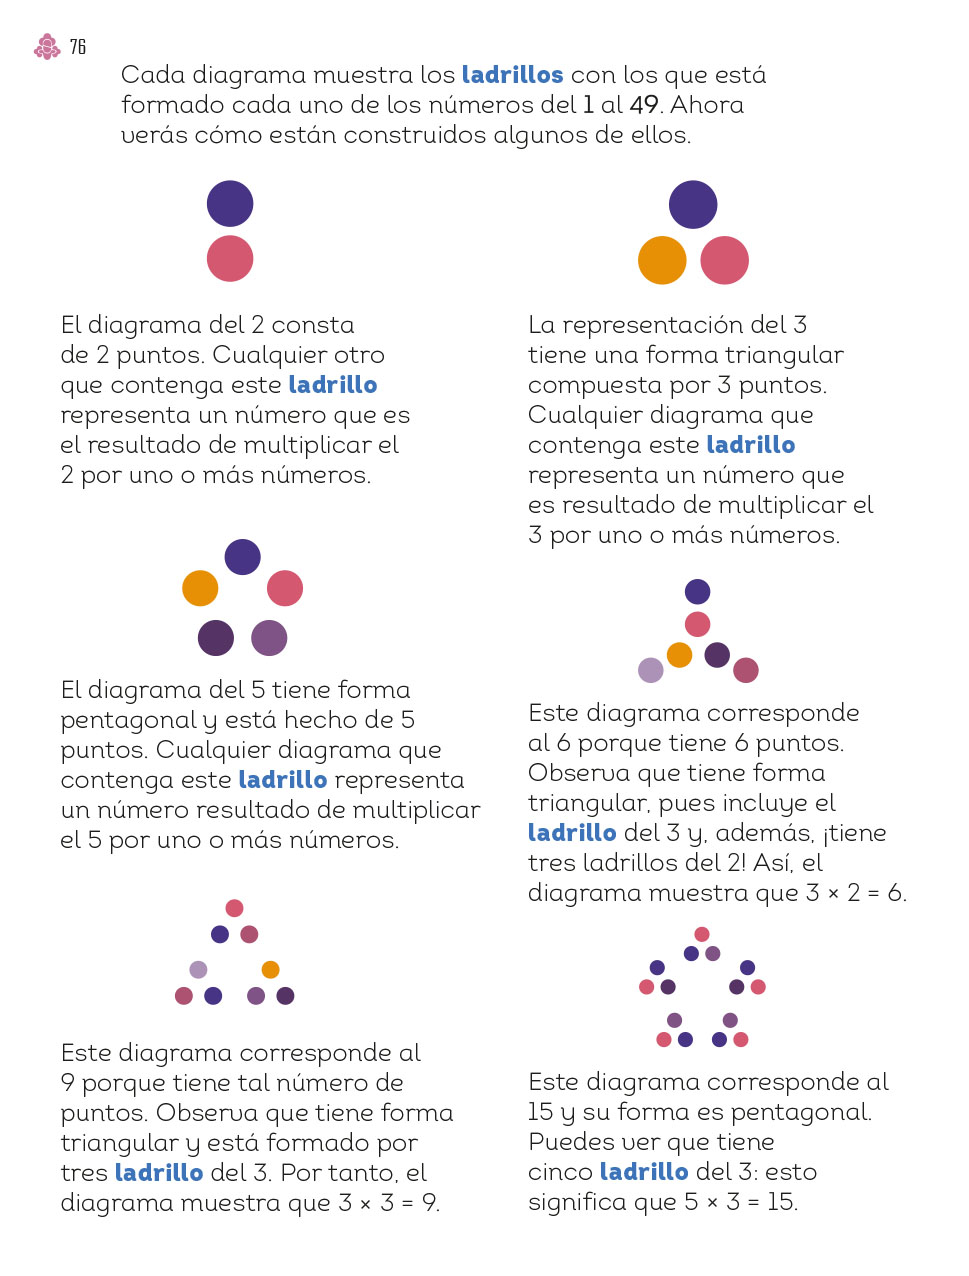 76
Cada diagrama muestra los ladrillos con los que está
formado cada uno de los números del 1 al 49. Ahora
verás cómo están construidos algunos de ellos.
El diagrama del 2 consta
de 2 puntos. Cualquier otro
que contenga este ladrillo
representa un número que es
el resultado de multiplicar el
2 por uno o más números.
La representación del 3
tiene una forma triangular
compuesta por 3 puntos.
Cualquier diagrama que
contenga este ladrillo
representa un número que
es resultado de multiplicar el
3 por uno o más números.
El diagrama del 5 tiene forma
pentagonal y está hecho de 5
puntos. Cualquier diagrama que
contenga este ladrillo representa
un número resultado de multiplicar
el 5 por uno o más números.
Este diagrama corresponde
al 6 porque tiene 6 puntos.
Observa que tiene forma
triangular, pues incluye el
ladrillo del 3 y, además, ¡tiene
tres ladrillos del 2! Así, el
diagrama muestra que 3 × 2 = 6.
Este diagrama corresponde al
9 porque tiene tal número de
puntos. Observa que tiene forma
triangular y está formado por
tres ladrillo del 3. Por tanto, el
diagrama muestra que 3 × 3 = 9.
Este diagrama corresponde al
15 y su forma es pentagonal.
Puedes ver que tiene
cinco ladrillo del 3: esto
significa que 5 × 3 = 15.